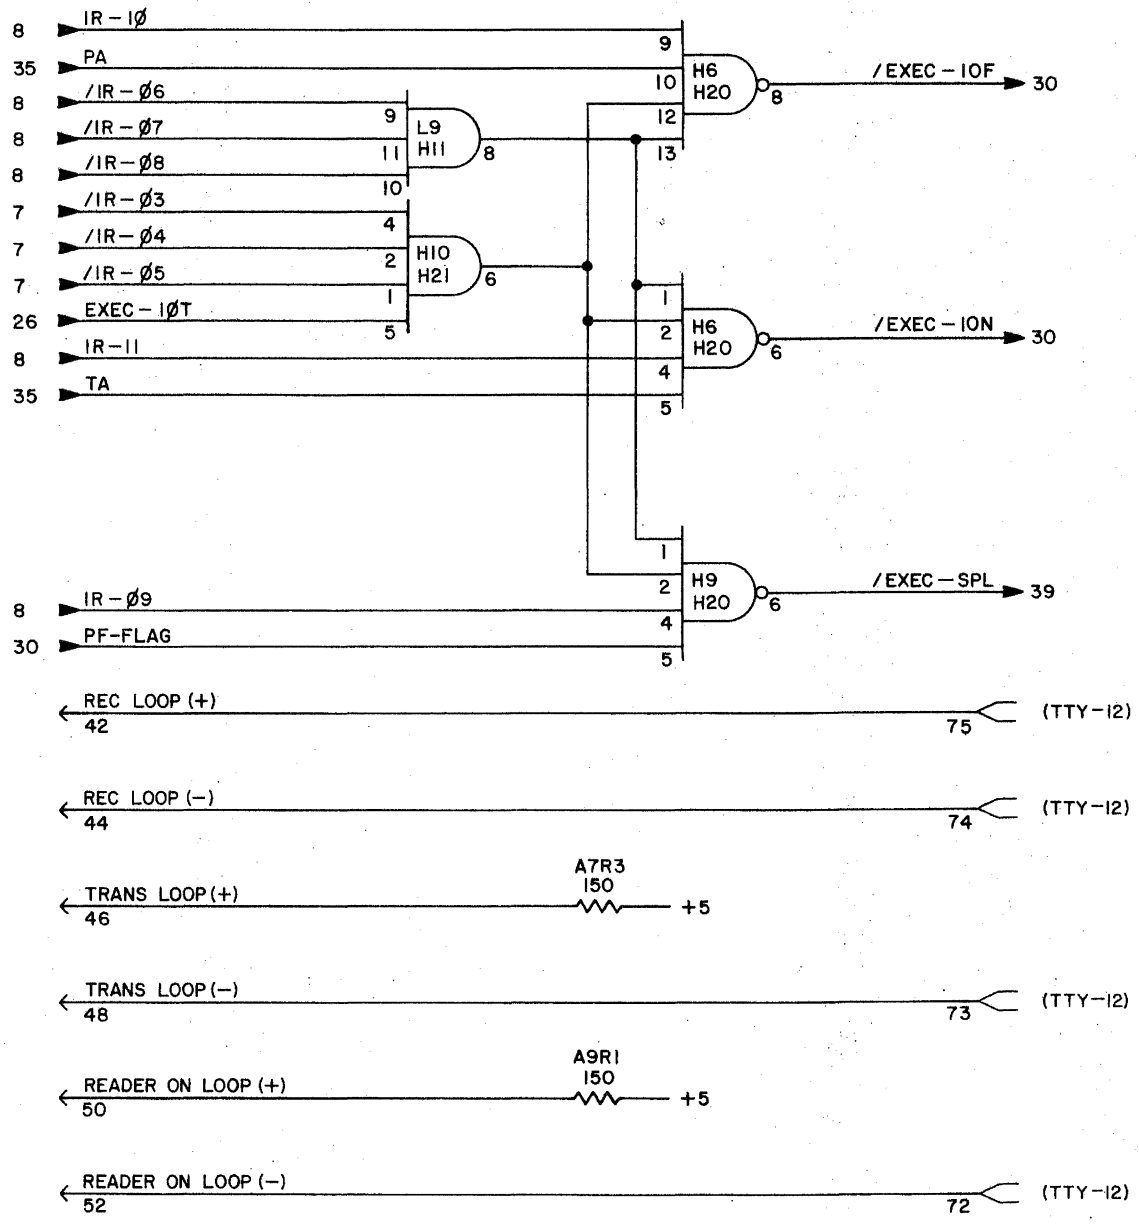 8 IR-1Ø
35 PA
9
10 H6
H20
/EXEC-IOF 30
8
8 /IR-Ø6
9
12
8 /IR-Ø7
L9
H11
11
8
13
8 /IR-Ø8
10
7 /IR-Ø3
4
7 /IR-Ø4
H10
H21
2
6
7 /IR-Ø5
1
1
26 EXEC-IØT
5
2
H6
H20
/EXEC-ION 30
6
8 IR-11
4
35 TA
5
1
2
H9
H20
/EXEC-SPL 39
6
8 IR-Ø9
4
30 PF-FLAG
5
REC LOOP (+)
42 75 (TTY-12)
REC LOOP (-)
44 74 (TTY-12)
A7R3
150
TRANS LOOP (+)
46 +5
TRANS LOOP (-)
48 73 (TTY-12)
A9R1
150
READER ON LOOP (+)
50 +5
READER ON LOOP (-)
52 72 (TTY-12)